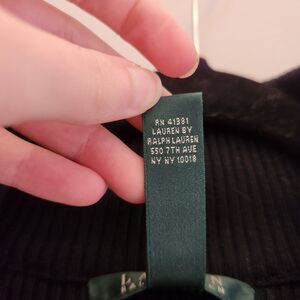 RN 41381
LAUREN BY
RALPH LAUREN
550 7TH AVE
NY NY 10018